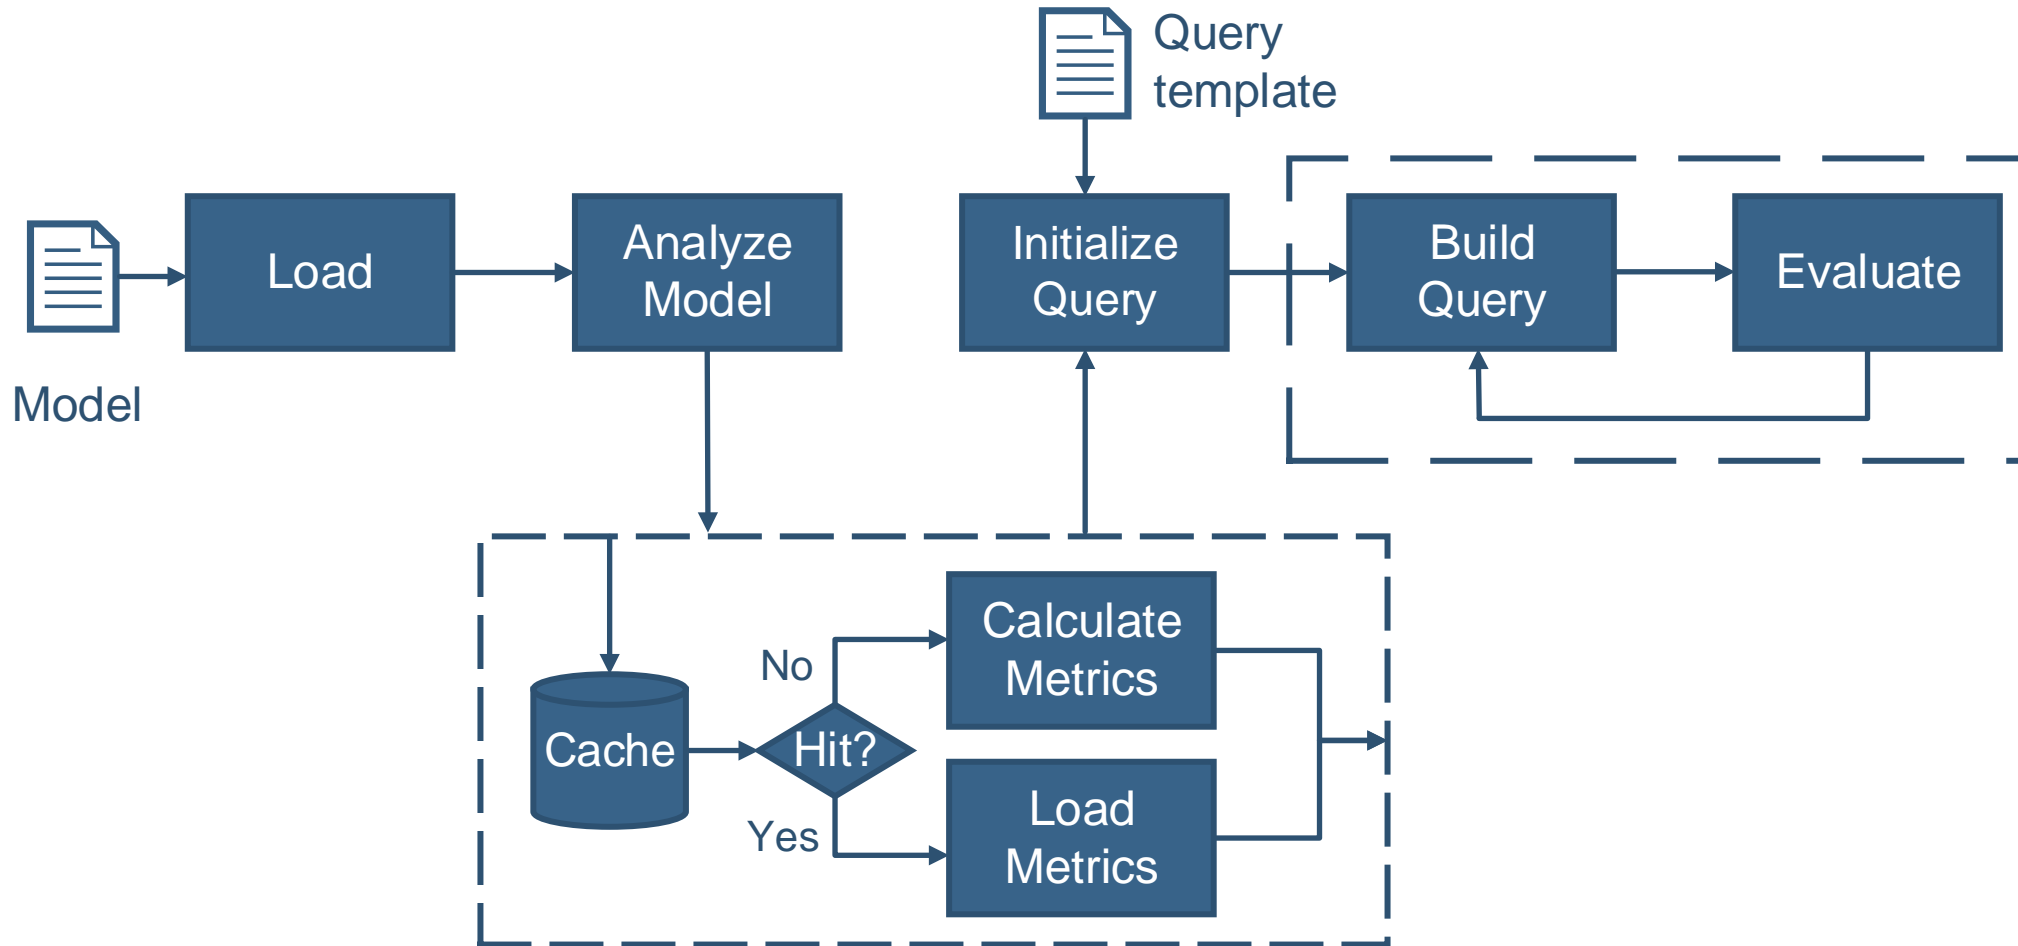 Query
template
Model
Load
Analyze
Model
Initialize
Query
Build
Query
Evaluate
Cache
Hit?
No
Yes
Calculate
Metrics
Load
Metrics